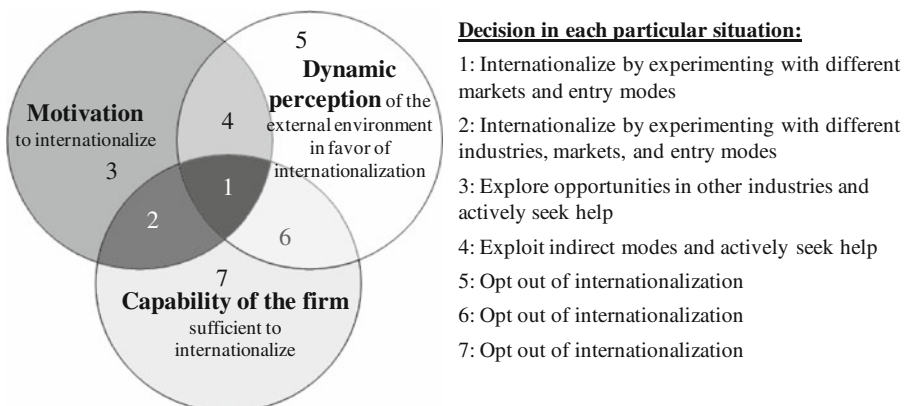 5
Dynamic
perception of the
external environment
in favor of
internationalization
Motivation
to internationalize
3
4
1
2
6
7
Capability of the firm
sufficient to
internationalize
Decision in each particular situation:
1: Internationalize by experimenting with different
markets and entry modes
2: Internationalize by experimenting with different
industries, markets, and entry modes
3: Explore opportunities in other industries and
actively seek help
4: Exploit indirect modes and actively seek help
5: Opt out of internationalization
6: Opt out of internationalization
7: Opt out of internationalization